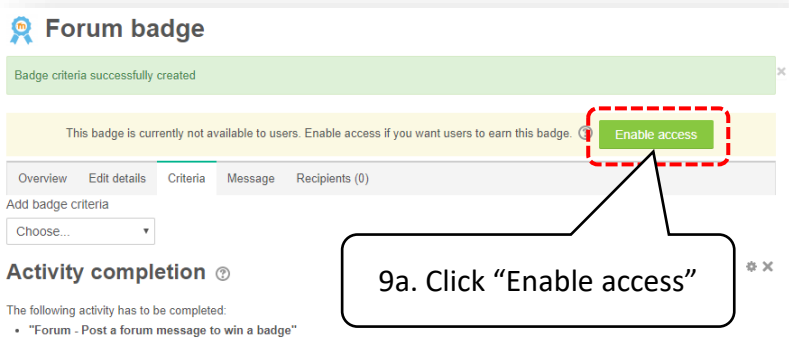 Forum badge
Badge criteria successfully created
This badge is currently not available to users. Enable access if you want users to earn this badge.
Enable access
Overview Edit details Criteria Message Recipients (0)
Add badge criteria
Choose...
9a. Click “Enable access”
Activity completion
The following activity has to be completed:
• "Forum - Post a forum message to win a badge"